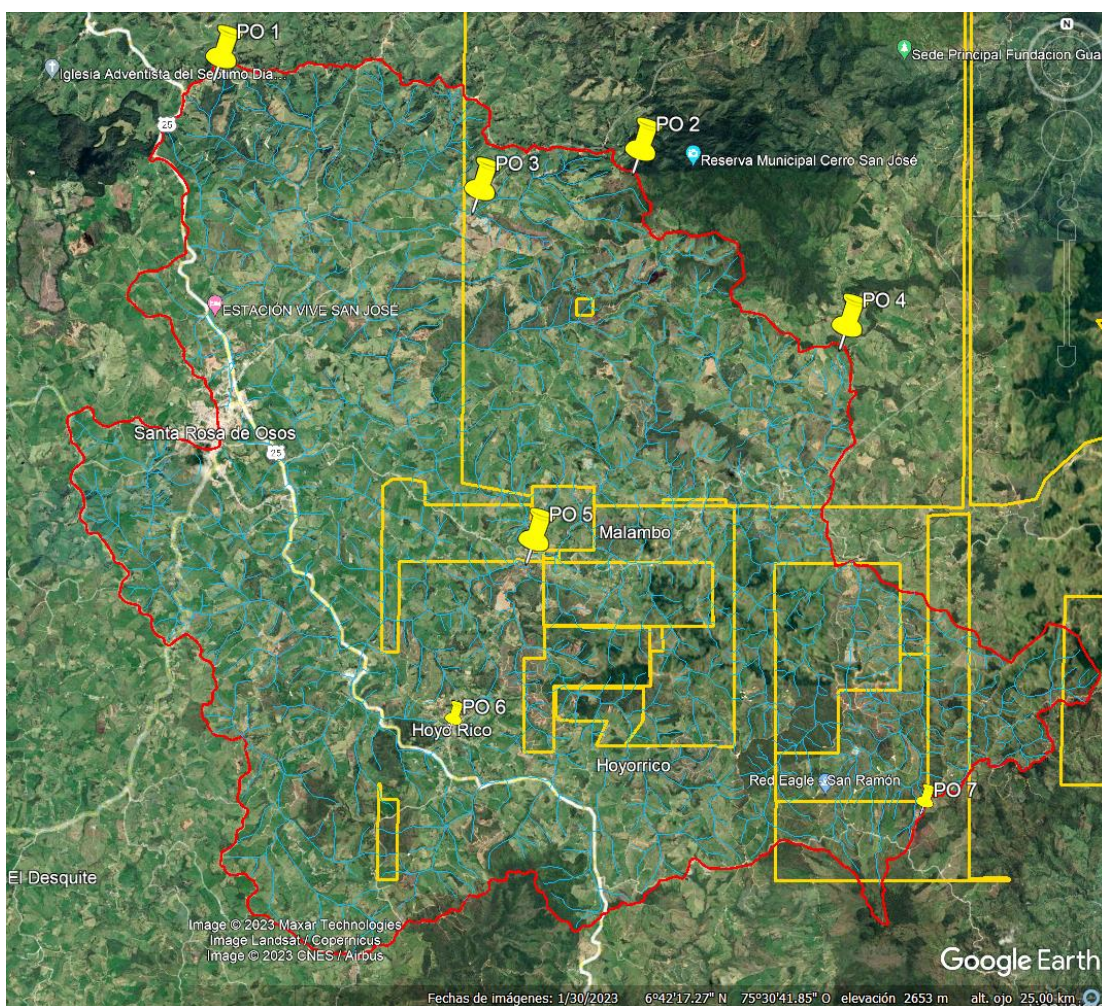 PO 1
Sede Principal Fundacion Gua
Iglesia Adventista del Séptimo Dia...
N
25
PO 2
Reserva Municipal Cerro San José
PO 3
ESTACIÓN VIVE SAN JOSÉ
PO 4
Santa Rosa de Osos
25
PO 5
Malambo
PO 6
Hoyo Rico
Hoyorrico
Red Eagle - San Ramón
PO 7
El Desquite
Image © 2023 Maxar Technologies
Image Landsat / Copernicus
Image © 2023 CNES / Airbus
Google Earth
Fechas de imágenes: 1/30/2023 6°42'17.27" N 75°30'41.85" O elevación 2653 m alt. ojo 25.00 km